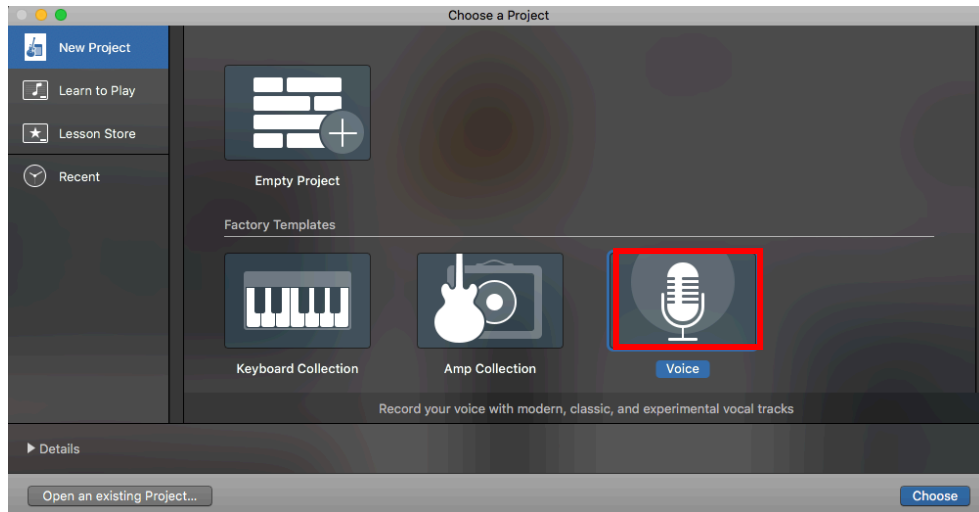 Choose a Project
New Project
Learn to Play
Lesson Store
Recent
Empty Project
Factory Templates
Keyboard Collection
Amp Collection
Voice
Record your voice with modern, classic, and experimental vocal tracks
Details
Open an existing Project...
Choose